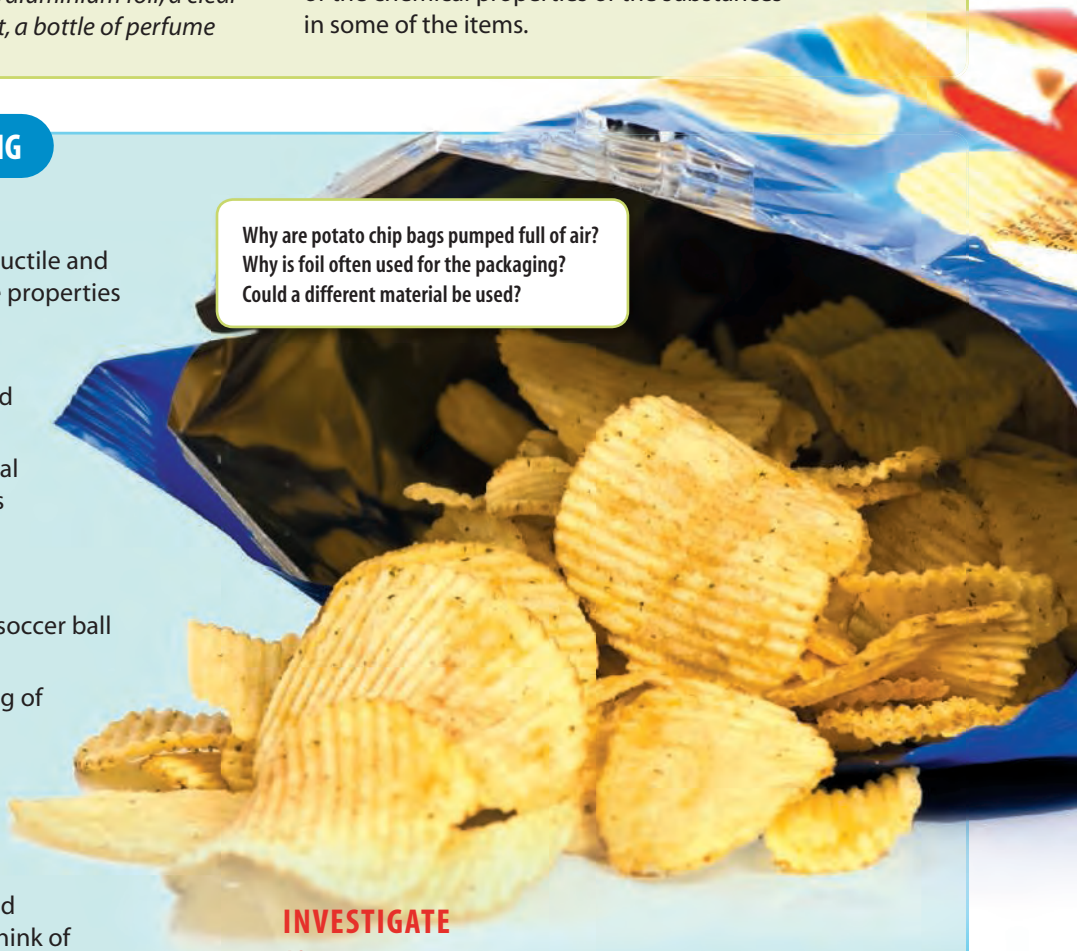 aluminium foil, a clear
t, a bottle of perfume
of the chemical properties of the substances
in some of the items.
G
uctile and
properties
d
al
s
soccer ball
g of
d
hink of
Why are potato chip bags pumped full of air?
Why is foil often used for the packaging?
Could a different material be used?
INVESTIGATE